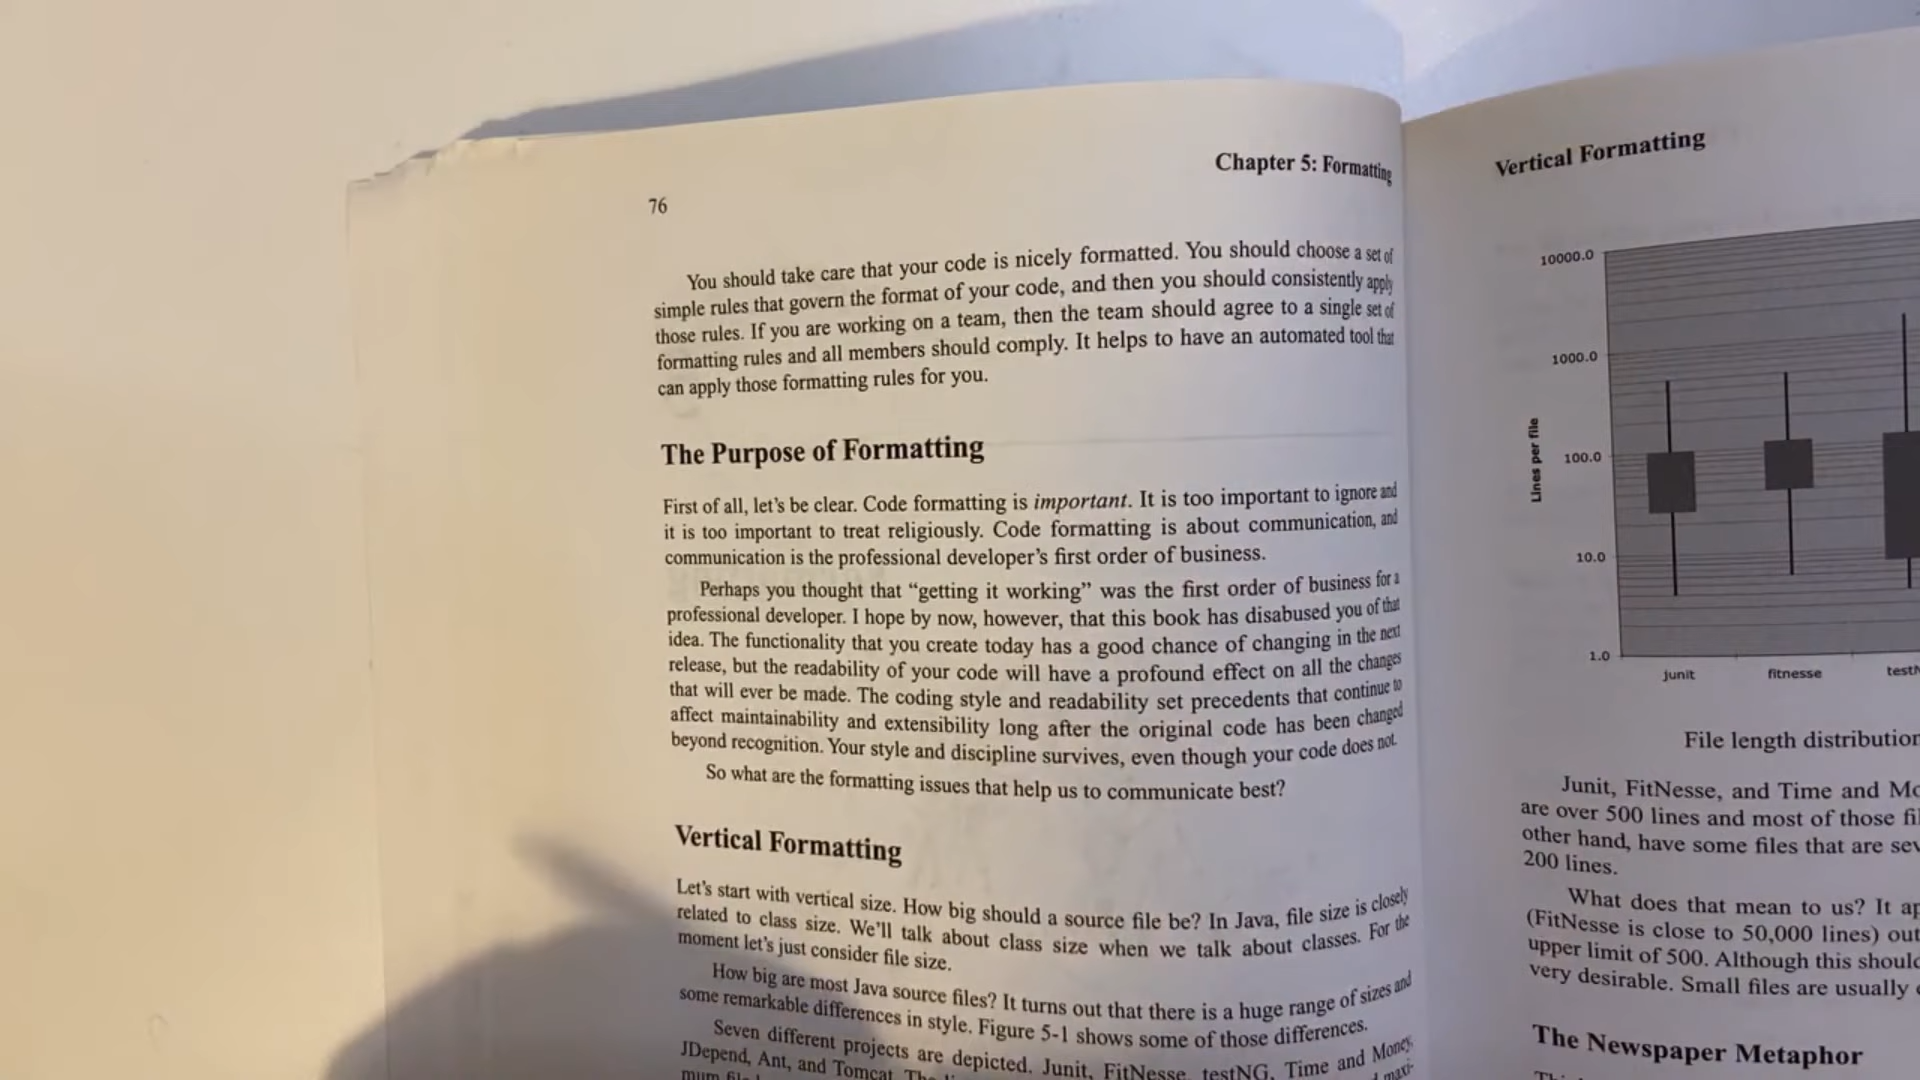 76
Chapter 5: Formatting
You should take care that your code is nicely formatted. You should choose a set of
simple rules that govern the format of your code, and then you should consistently apply
those rules. If you are working on a team, then the team should agree to a single set of
formatting rules and all members should comply. It helps to have an automated tool that
can apply those formatting rules for you.
The Purpose of Formatting
First of all, let's be clear. Code formatting is important. It is too important to ignore and
it is too important to treat religiously. Code formatting is about communication, and
communication is the professional developer's first order of business.
Perhaps you thought that “getting it working” was the first order of business for a
professional developer. I hope by now, however, that this book has disabused you of that
idea. The functionality that you create today has a good chance of changing in the next
release, but the readability of your code will have a profound effect on all the changes
that will ever be made. The coding style and readability set precedents that continue to
affect maintainability and extensibility long after the original code has been changed
beyond recognition. Your style and discipline survives, even though your code does not.
So what are the formatting issues that help us to communicate best?
Vertical Formatting
Let's start with vertical size. How big should a source file be? In Java, file size is closely
related to class size. We'll talk about class size when we talk about classes. For the
moment let's just consider file size.
How big are most Java source files? It turns out that there is a huge range of sizes and
some remarkable differences in style. Figure 5-1 shows some of those differences.
Seven different projects are depicted. Junit, FitNesse, testNG, Time and Money,
JDepend, Ant, and Tomcat.
Vertical Formatting
10000.0
1000.0
100.0
10.0
1.0
Lines per file
junit fitnesse
File length distribution
Junit, FitNesse, and Time and
are over 500 lines and most of those
other hand, have some files that are
200 lines.
What does that mean to us? It
(FitNesse is close to 50,000 lines) out
upper limit of 500. Although this
very desirable. Small files are usually
The Newspaper Metaphor